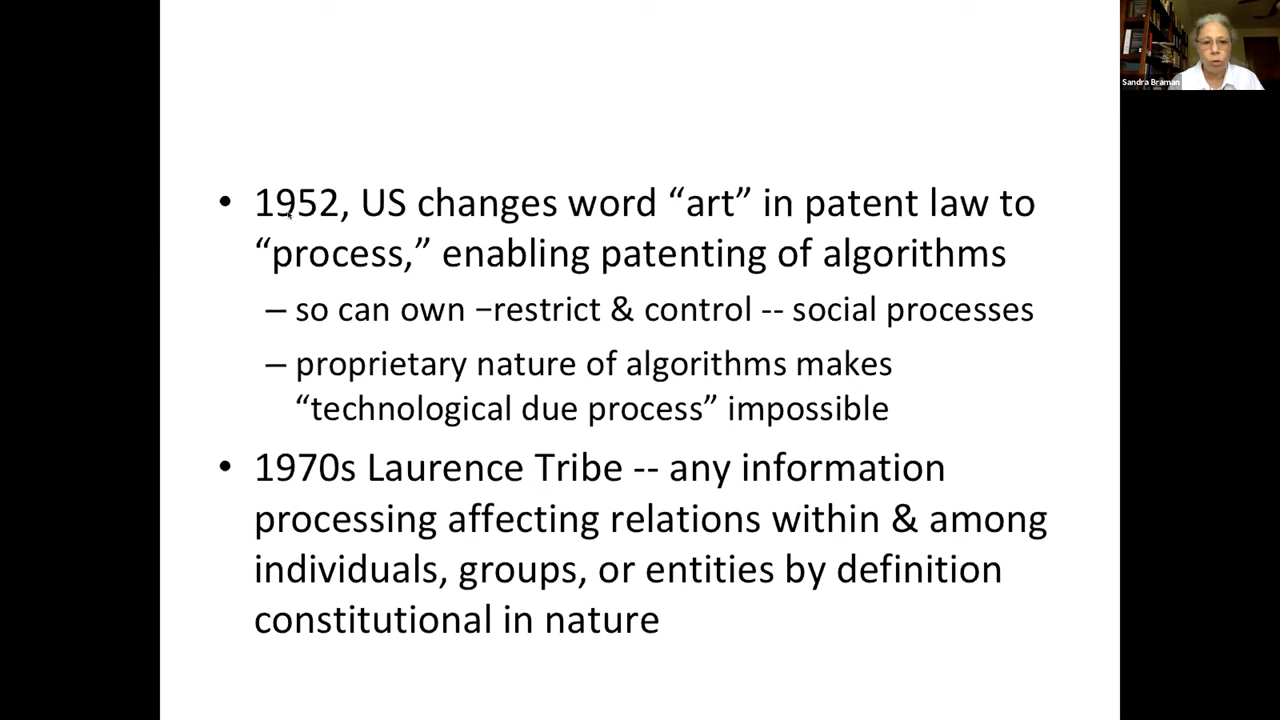 • 1952, US changes word “art” in patent law to
“process,” enabling patenting of algorithms
– so can own −restrict & control -- social processes
– proprietary nature of algorithms makes
“technological due process” impossible
• 1970s Laurence Tribe -- any information
processing affecting relations within & among
individuals, groups, or entities by definition
constitutional in nature
Sandra Braman